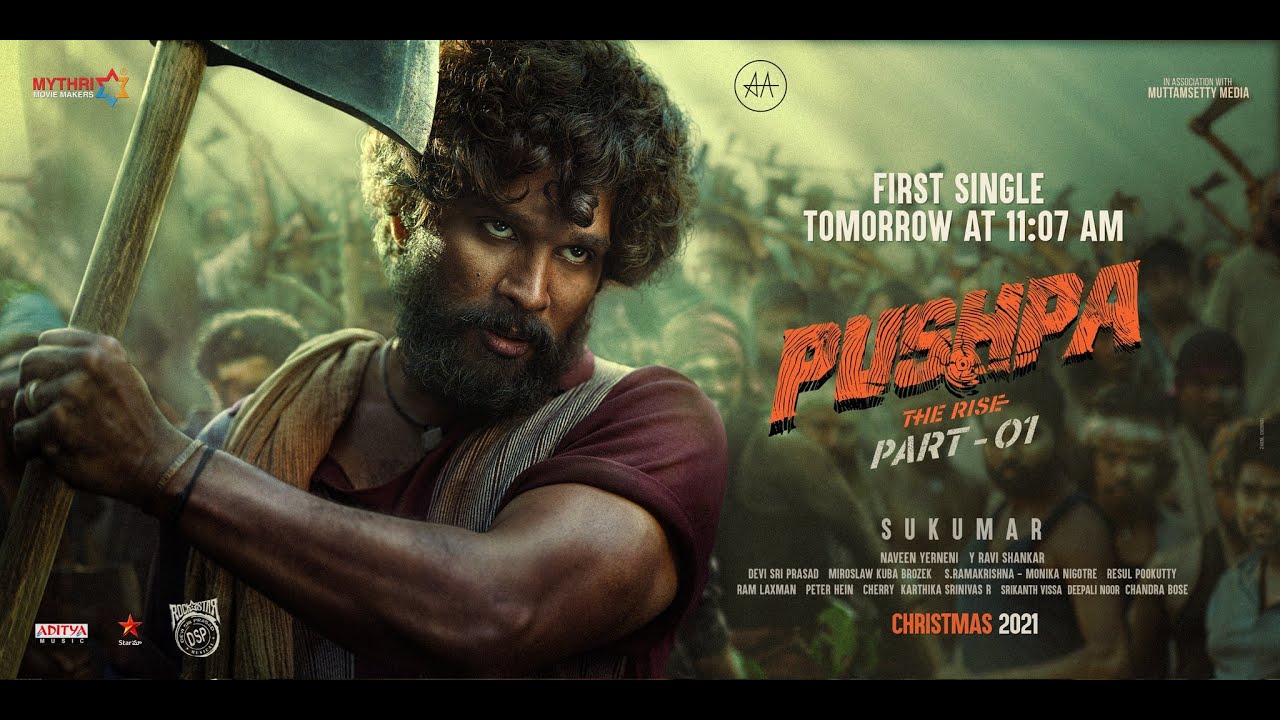 MYTHRI
MOVIE MAKERS
AA
IN ASSOCIATION WITH
MUTTAMSETTY MEDIA
FIRST SINGLE
TOMORROW AT 11:07 AM
PUSHPA
THE RISE
PART - 01
SUKUMAR
NAVEEN YERNENI Y RAVI SHANKAR
DEVI SRI PRASAD MIROSLAW KUBA BROZEK S.RAMAKRISHNA - MONIKA NIGOTRE RESUL POOKUTTY
RAM LAXMAN PETER HEIN CHERRY KARTHIKA SRINIVAS R SRIKANTH VISSA DEEPALI NOOR CHANDRA BOSE
CHRISTMAS 2021
ADITYA
MUSIC
Star మా
ROCKSTAR
DSP